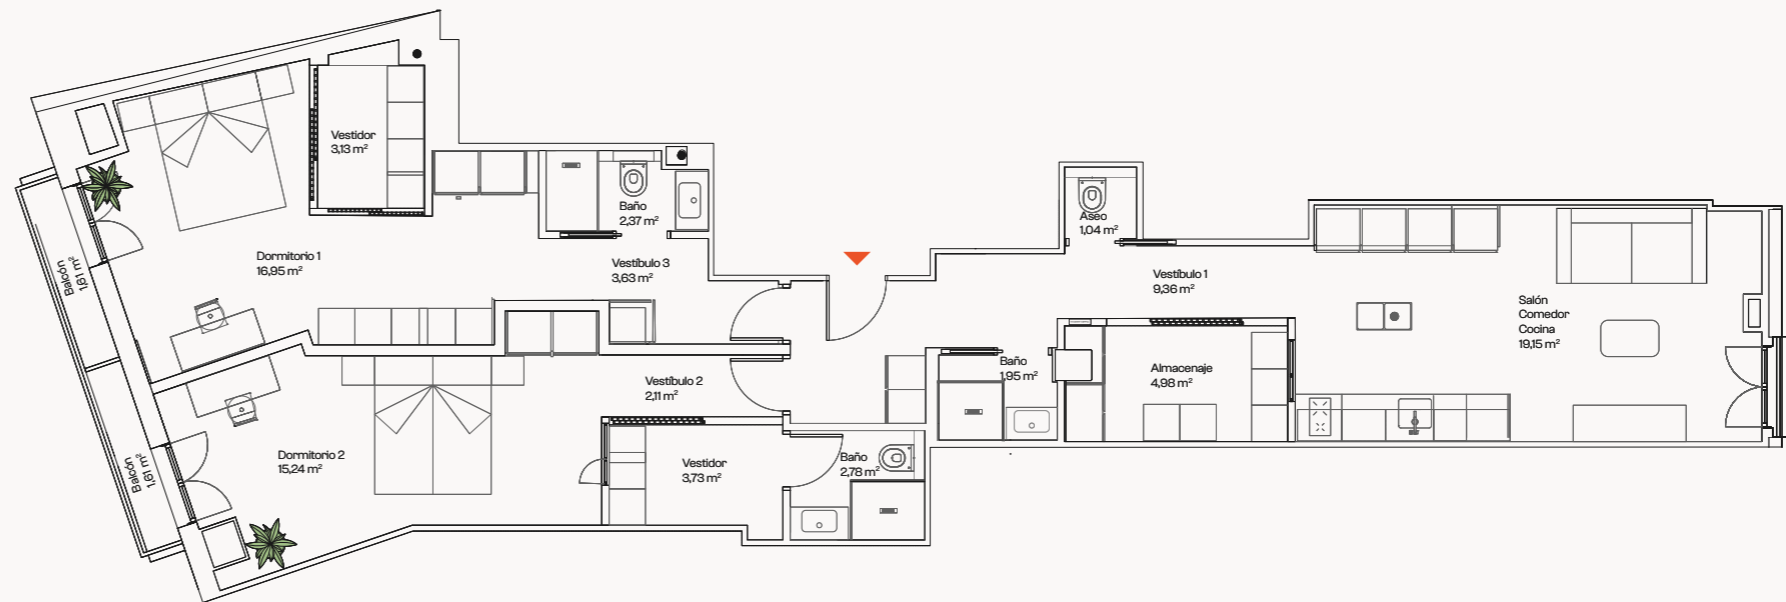 Vestidor
3,13 m²
Baño
2,37 m²
Aseo
1,04 m²
Dormitorio 1
16,95 m²
Vestíbulo 3
3,63 m²
Vestíbulo 1
9,36 m²
Balcón
1,61 m²
Salón
Comedor
Cocina
19,15 m²
Baño
1,95 m²
Almacenaje
4,98 m²
Vestíbulo 2
2,11 m²
Dormitorio 2
15,24 m²
Balcón
1,61 m²
Vestidor
3,73 m²
Baño
2,78 m²